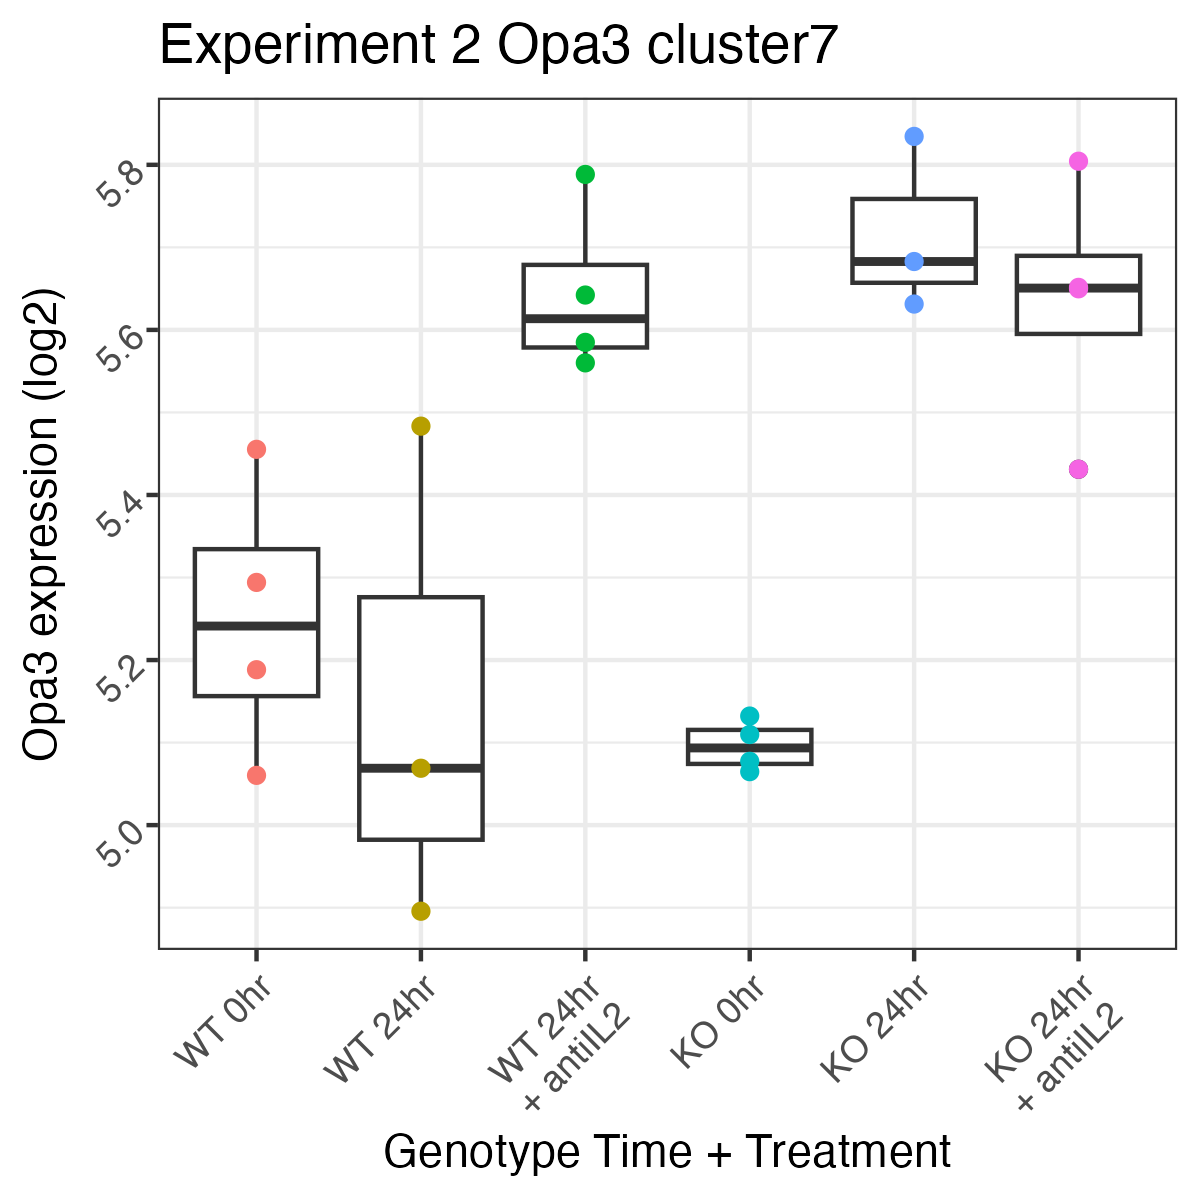 Experiment 2 Opa3 cluster7
Opa3 expression (log2)
5.8
5.6
5.4
5.2
5.0
WT 0hr
WT 24hr
WT 24hr
+ antiIL2
KO 0hr
KO 24hr
KO 24hr
+ antiIL2
Genotype Time + Treatment